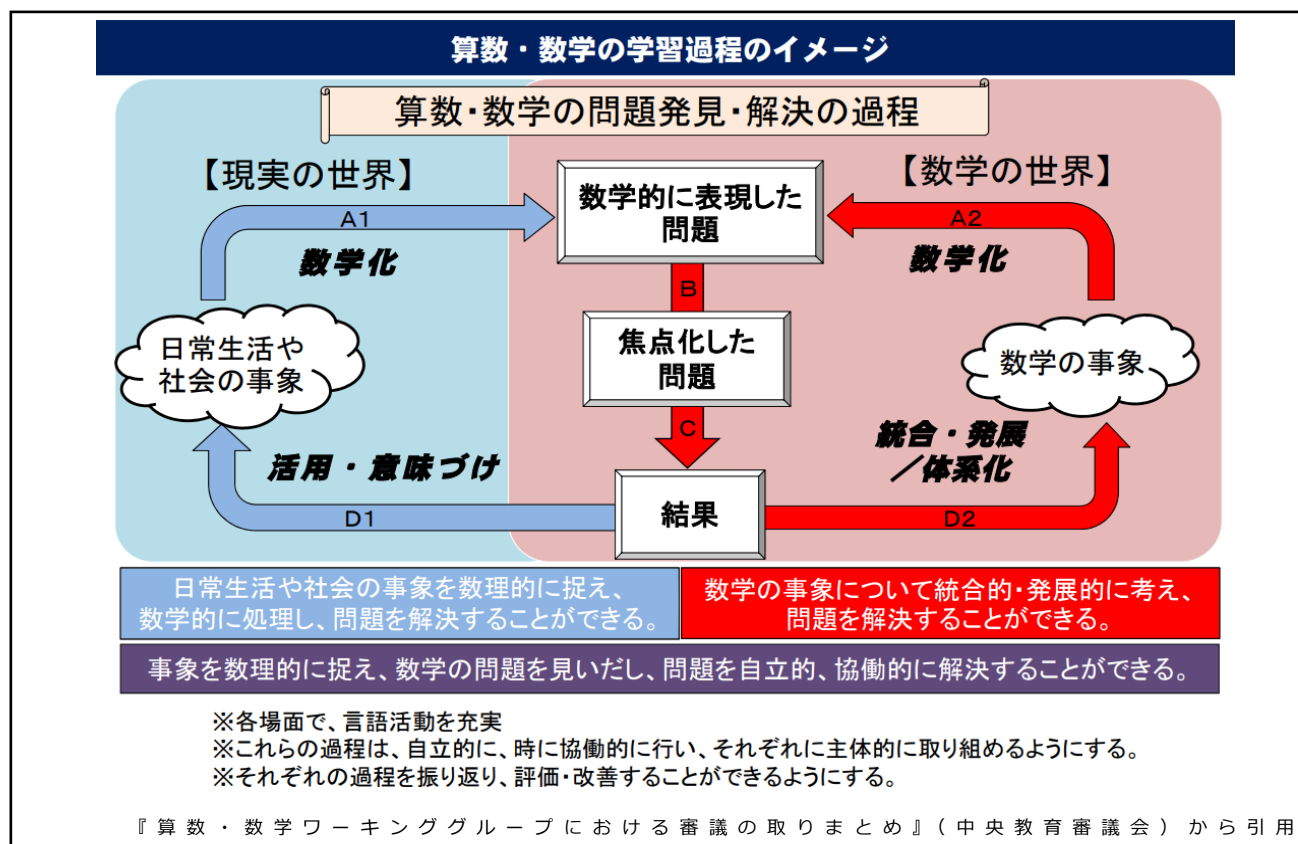 算数・数学の学習過程のイメージ
算数・数学の問題発見・解決の過程
【現実の世界】
【数学の世界】
数学的に表現した
問題
A1
数学化
A2
数学化
B
日常生活や
社会の事象
焦点化した
問題
数学の事象
C
活用・意味づけ
統合・発展
／体系化
D1
結果
D2
日常生活や社会の事象を数理的に捉え、
数学的に処理し、問題を解決することができる。
数学の事象について統合的・発展的に考え、
問題を解決することができる。
事象を数理的に捉え、数学の問題を見いだし、問題を自立的、協働的に解決することができる。
※各場面で、言語活動を充実
※これらの過程は、自立的に、時に協働的に行い、それぞれに主体的に取り組めるようにする。
※それぞれの過程を振り返り、評価・改善することができるようにする。
『算数・数学ワーキンググループにおける審議の取りまとめ』（中央教育審議会）から引用